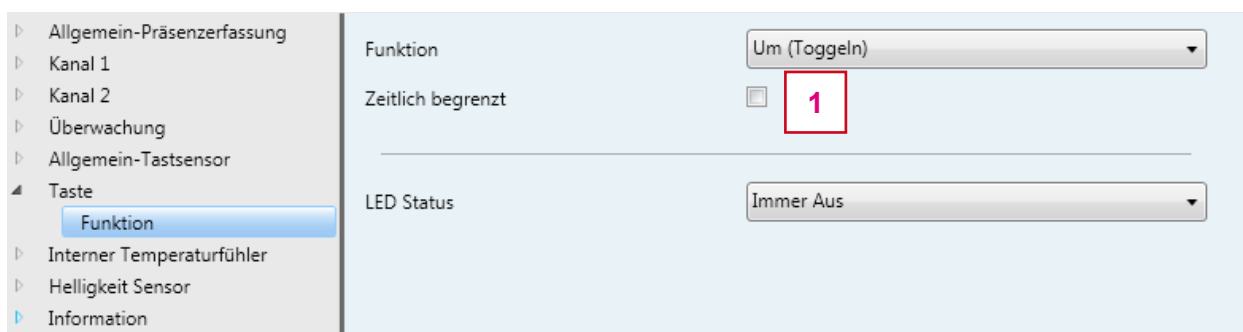 Allgemein-Präsenzerfassung
Kanal 1
Kanal 2
Überwachung
Allgemein-Tastsensor
Taste
Funktion
Interner Temperaturfühler
Helligkeit Sensor
Information
Funktion
Um (Toggeln)
Zeitlich begrenzt
1
LED Status
Immer Aus